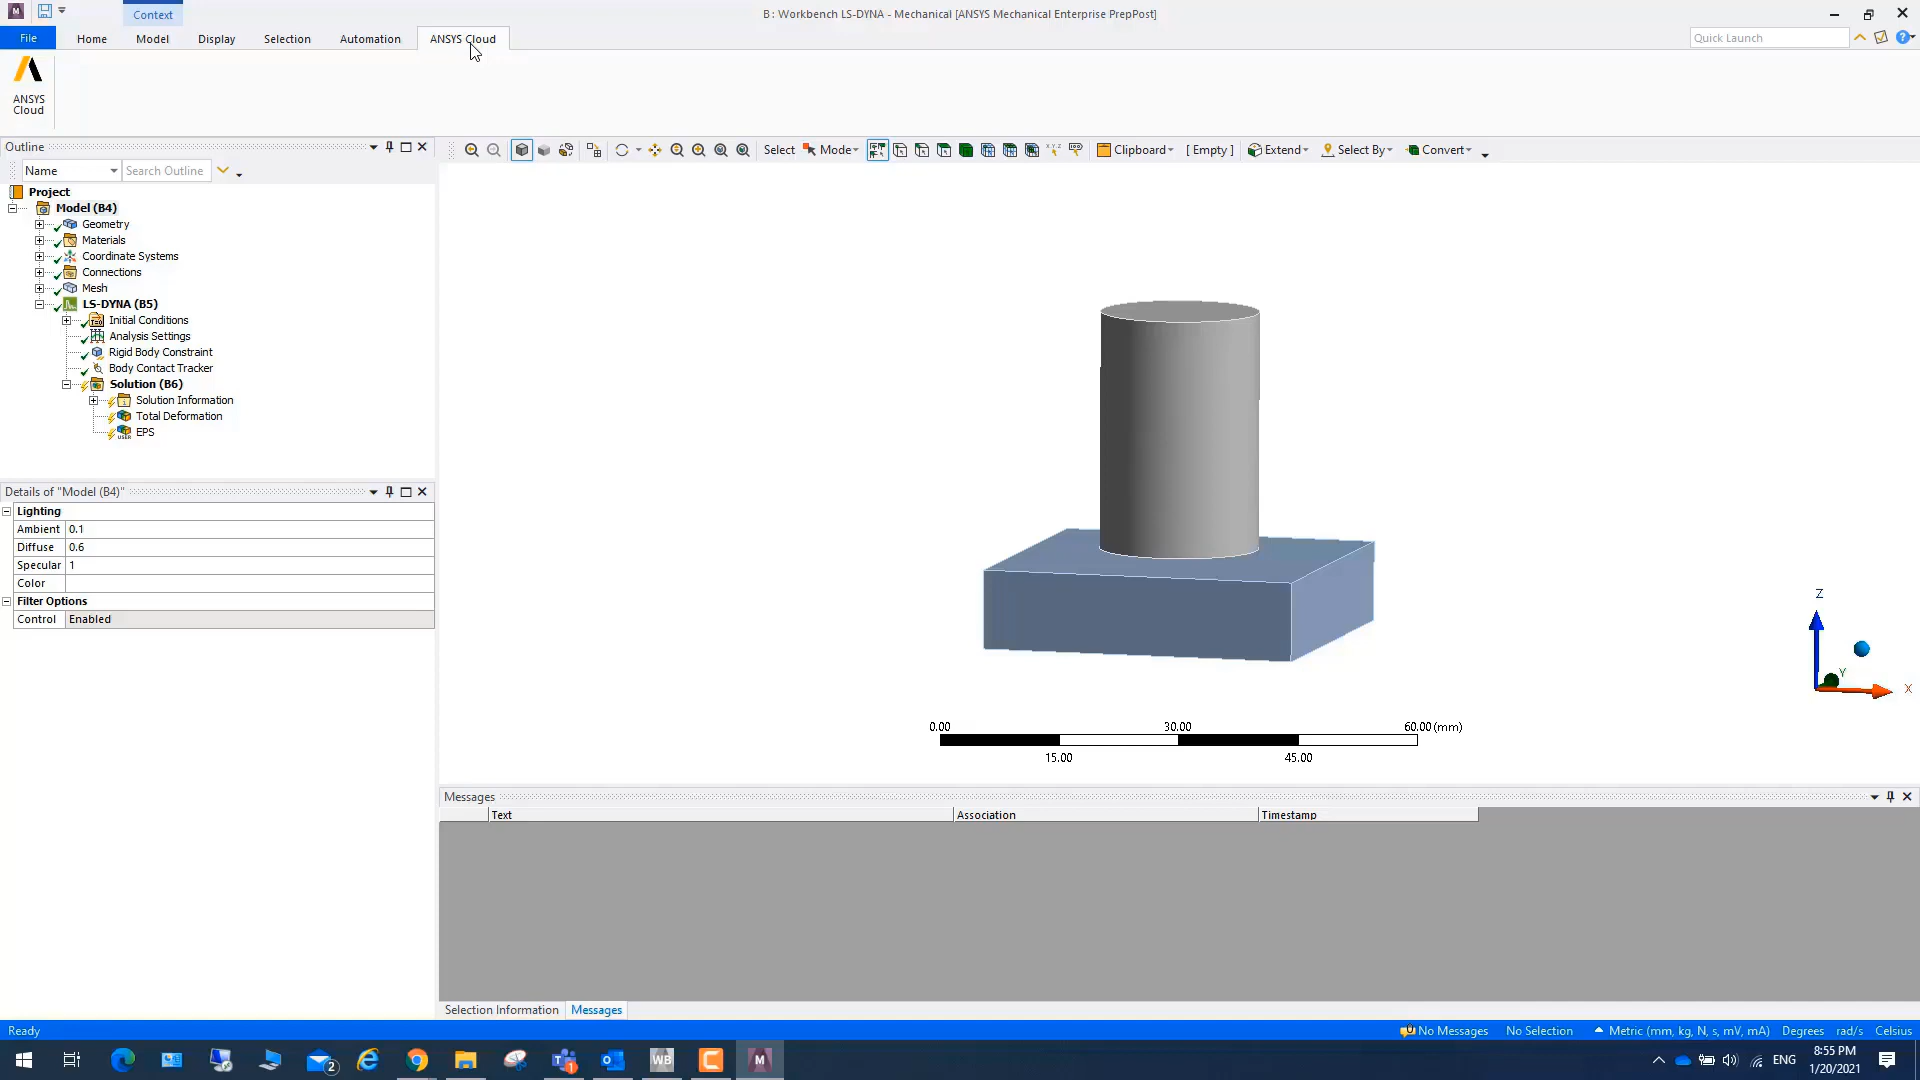 Context
B : Workbench LS-DYNA - Mechanical [ANSYS Mechanical Enterprise PrepPost]
File Home Model Display Selection Automation ANSYS Cloud Quick Launch
ANSYS
Cloud
Outline
Select Mode Clipboard [ Empty ] Extend Select By Convert
Name Search Outline
Project
Model (B4)
Geometry
Materials
Coordinate Systems
Connections
Mesh
LS-DYNA (B5)
Initial Conditions
Analysis Settings
Rigid Body Constraint
Body Contact Tracker
Solution (B6)
Solution Information
Total Deformation
EPS
Details of "Model (B4)"
Lighting
Ambient 0.1
Diffuse 0.6
Specular 1
Color
Filter Options
Control Enabled
Z
Y
X
0.00 30.00 60.00 (mm)
15.00 45.00
Messages
Text Association Timestamp
Selection Information Messages
Ready No Messages No Selection Metric (mm, kg, N, s, mV, mA) Degrees rad/s Celsius
2 1 WB M ENG 8:55 PM
1/20/2021